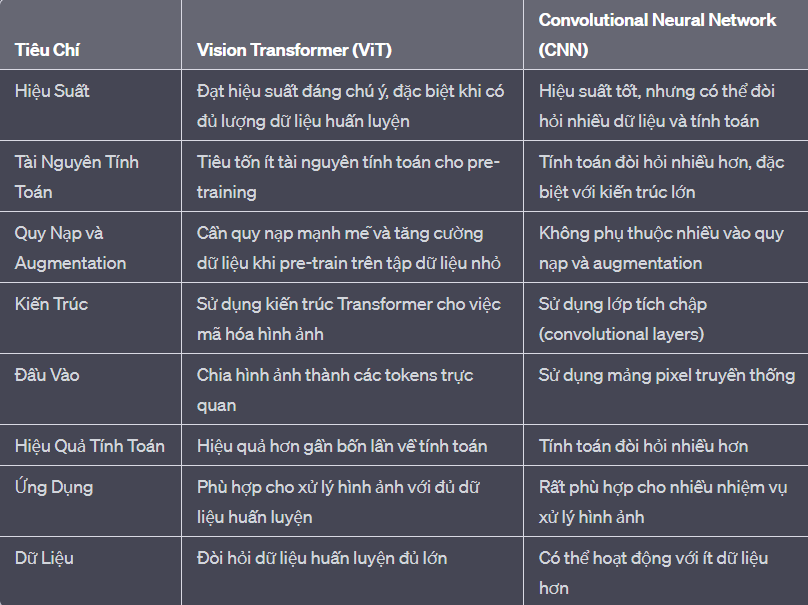 Tiêu Chí
Vision Transformer (ViT)
Convolutional Neural Network
(CNN)
Hiệu Suất
Đạt hiệu suất đáng chú ý, đặc biệt khi có
đủ lượng dữ liệu huấn luyện
Hiệu suất tốt, nhưng có thể đòi
hỏi nhiều dữ liệu và tính toán
Tài Nguyên Tính
Toán
Tiêu tốn ít tài nguyên tính toán cho pre-
training
Tính toán đòi hỏi nhiều hơn, đặc
biệt với kiến trúc lớn
Quy Nạp và
Augmentation
Cần quy nạp mạnh mẽ và tăng cường
dữ liệu khi pre-train trên tập dữ liệu nhỏ
Không phụ thuộc nhiều vào quy
nạp và augmentation
Kiến Trúc
Sử dụng kiến trúc Transformer cho việc
mã hóa hình ảnh
Sử dụng lớp tích chập
(convolutional layers)
Đầu Vào
Chia hình ảnh thành các tokens trực
quan
Sử dụng mảng pixel truyền thống
Hiệu Quả Tính Toán
Hiệu quả hơn gần bốn lần về tính toán
Tính toán đòi hỏi nhiều hơn
Ứng Dụng
Phù hợp cho xử lý hình ảnh với đủ dữ
liệu huấn luyện
Rất phù hợp cho nhiều nhiệm vụ
xử lý hình ảnh
Dữ Liệu
Đòi hỏi dữ liệu huấn luyện đủ lớn
Có thể hoạt động với ít dữ liệu
hơn